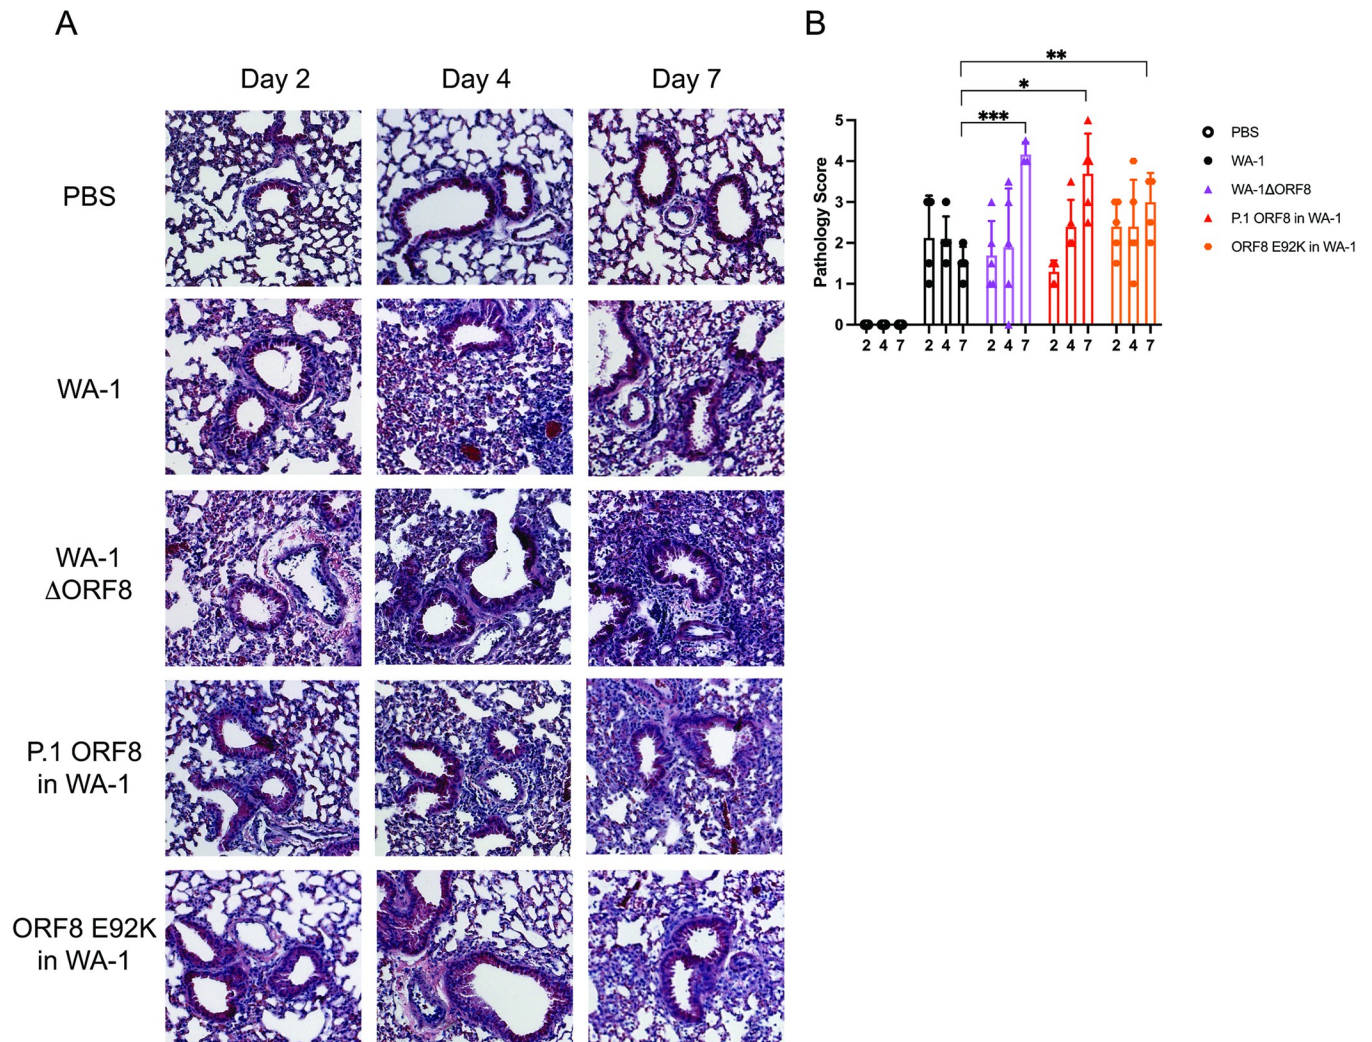 A
Day 2
Day 4
Day 7
PBS
WA-1
WA-1
ΔORF8
P.1 ORF8
in WA-1
ORF8 E92K
in WA-1
B
**
*
***
Pathology Score
5
4
3
2
1
0
2 4 7 2 4 7 2 4 7 2 4 7 2 4 7
PBS
WA-1
WA-1ΔORF8
P.1 ORF8 in WA-1
ORF8 E92K in WA-1